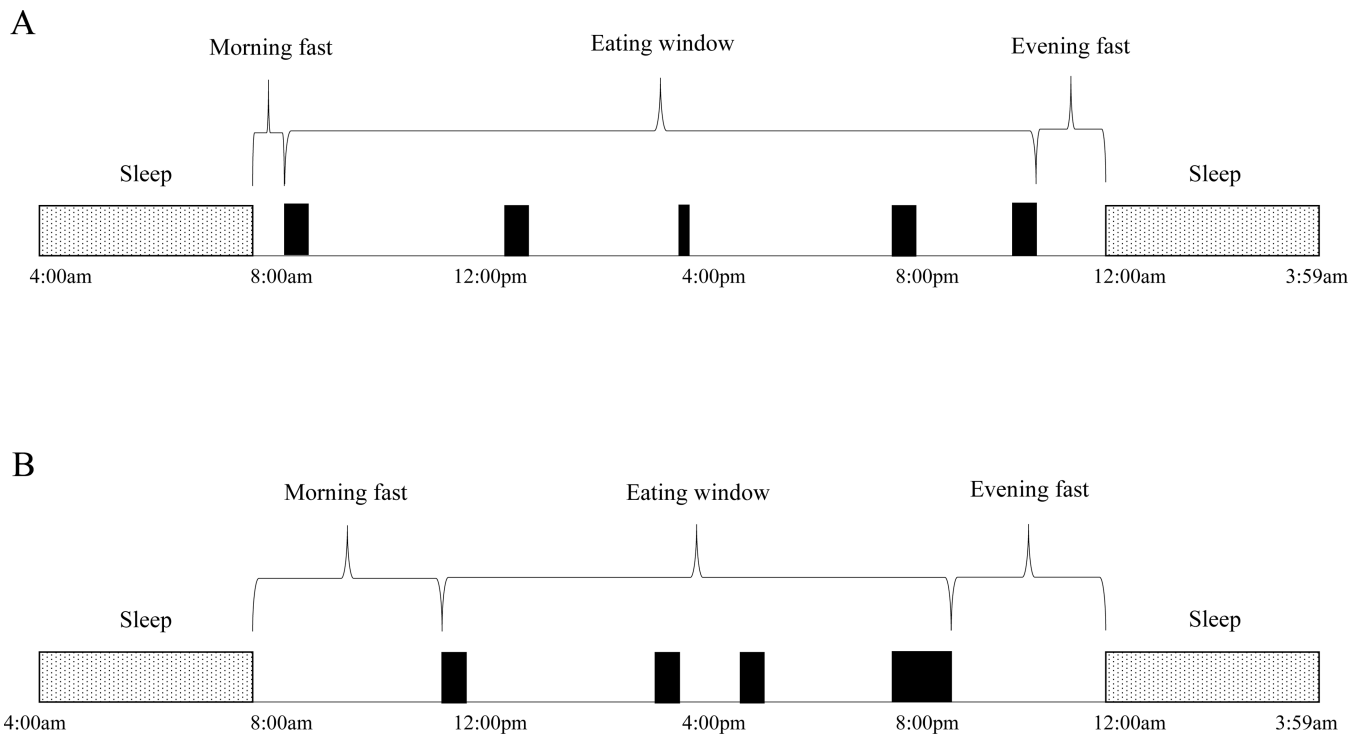 A
Morning fast
Eating window
Evening fast
Sleep
Sleep
4:00am
8:00am
12:00pm
4:00pm
8:00pm
12:00am
3:59am
B
Morning fast
Eating window
Evening fast
Sleep
Sleep
4:00am
8:00am
12:00pm
4:00pm
8:00pm
12:00am
3:59am